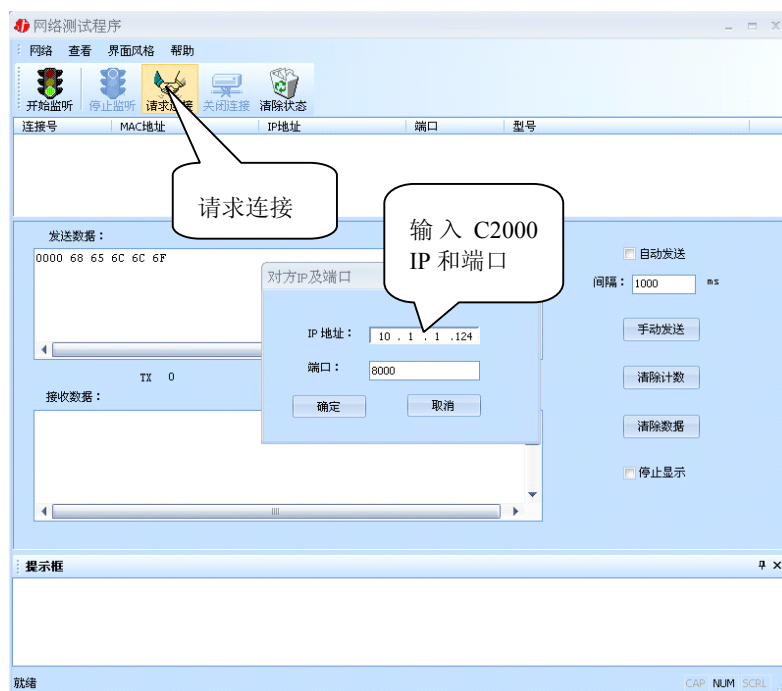 网络测试程序
网络 查看 界面风格 帮助
开始监听 停止监听 请求连接 关闭连接 清除状态
连接号 MAC地址 IP地址 端口 型号
请求连接
输入 C2000
IP 和端口
发送数据：
0000 68 65 6C 6C 6F
自动发送
间隔： 1000 ms
对方IP及端口
IP 地址： 10 . 1 . 1 .124
端口： 8000
确定 取消
手动发送
TX 0
清除计数
接收数据：
清除数据
停止显示
提示框
就绪
CAP NUM SCRL